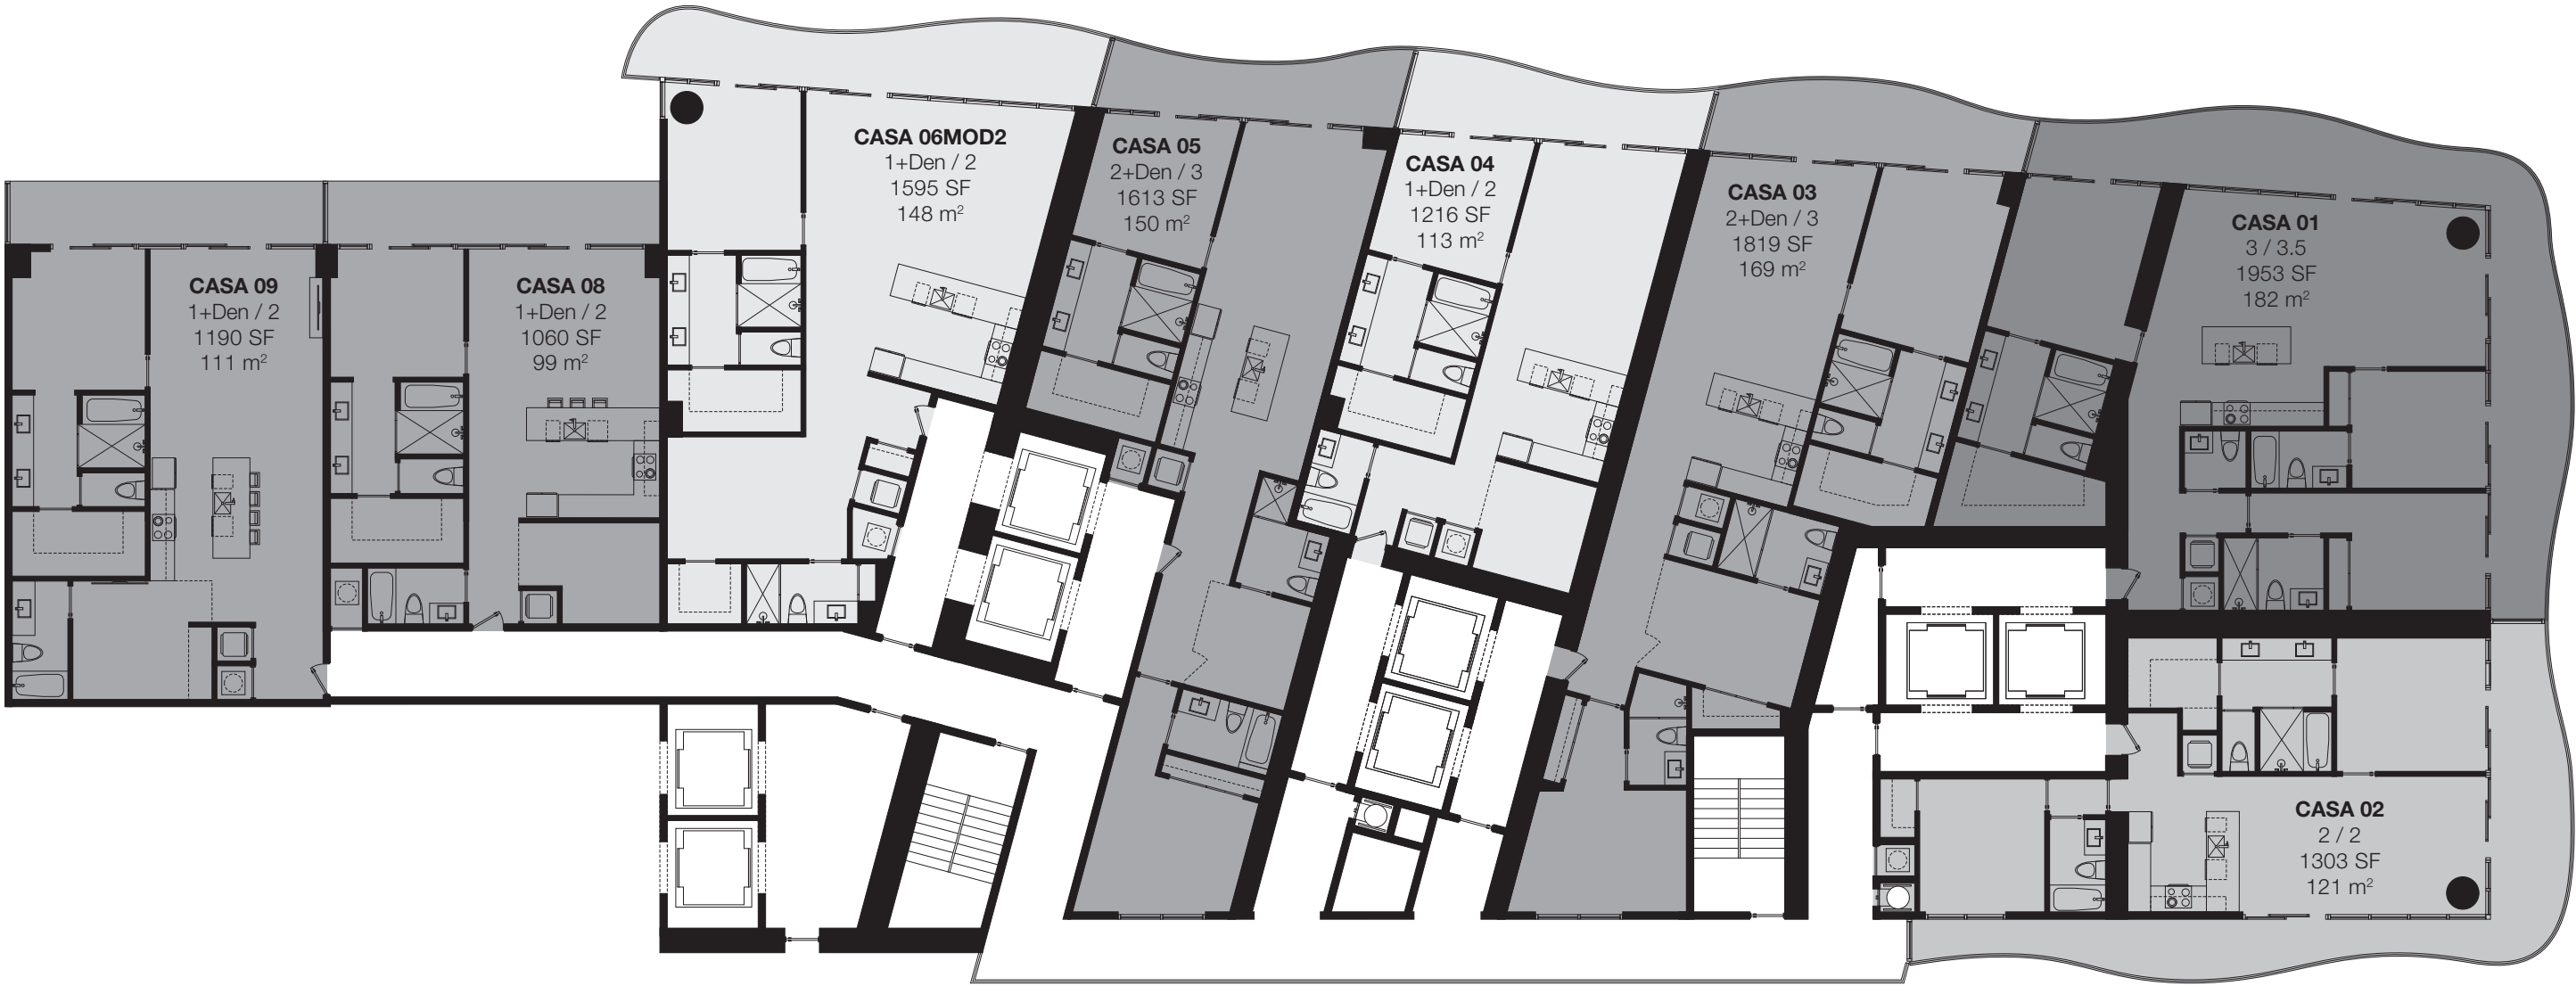 CASA 06MOD2
1+Den / 2
1595 SF
148 m²
CASA 05
2+Den / 3
1613 SF
150 m²
CASA 04
1+Den / 2
1216 SF
113 m²
CASA 03
2+Den / 3
1819 SF
169 m²
CASA 01
3 / 3.5
1953 SF
182 m²
CASA 09
1+Den / 2
1190 SF
111 m²
CASA 08
1+Den / 2
1060 SF
99 m²
CASA 02
2 / 2
1303 SF
121 m²